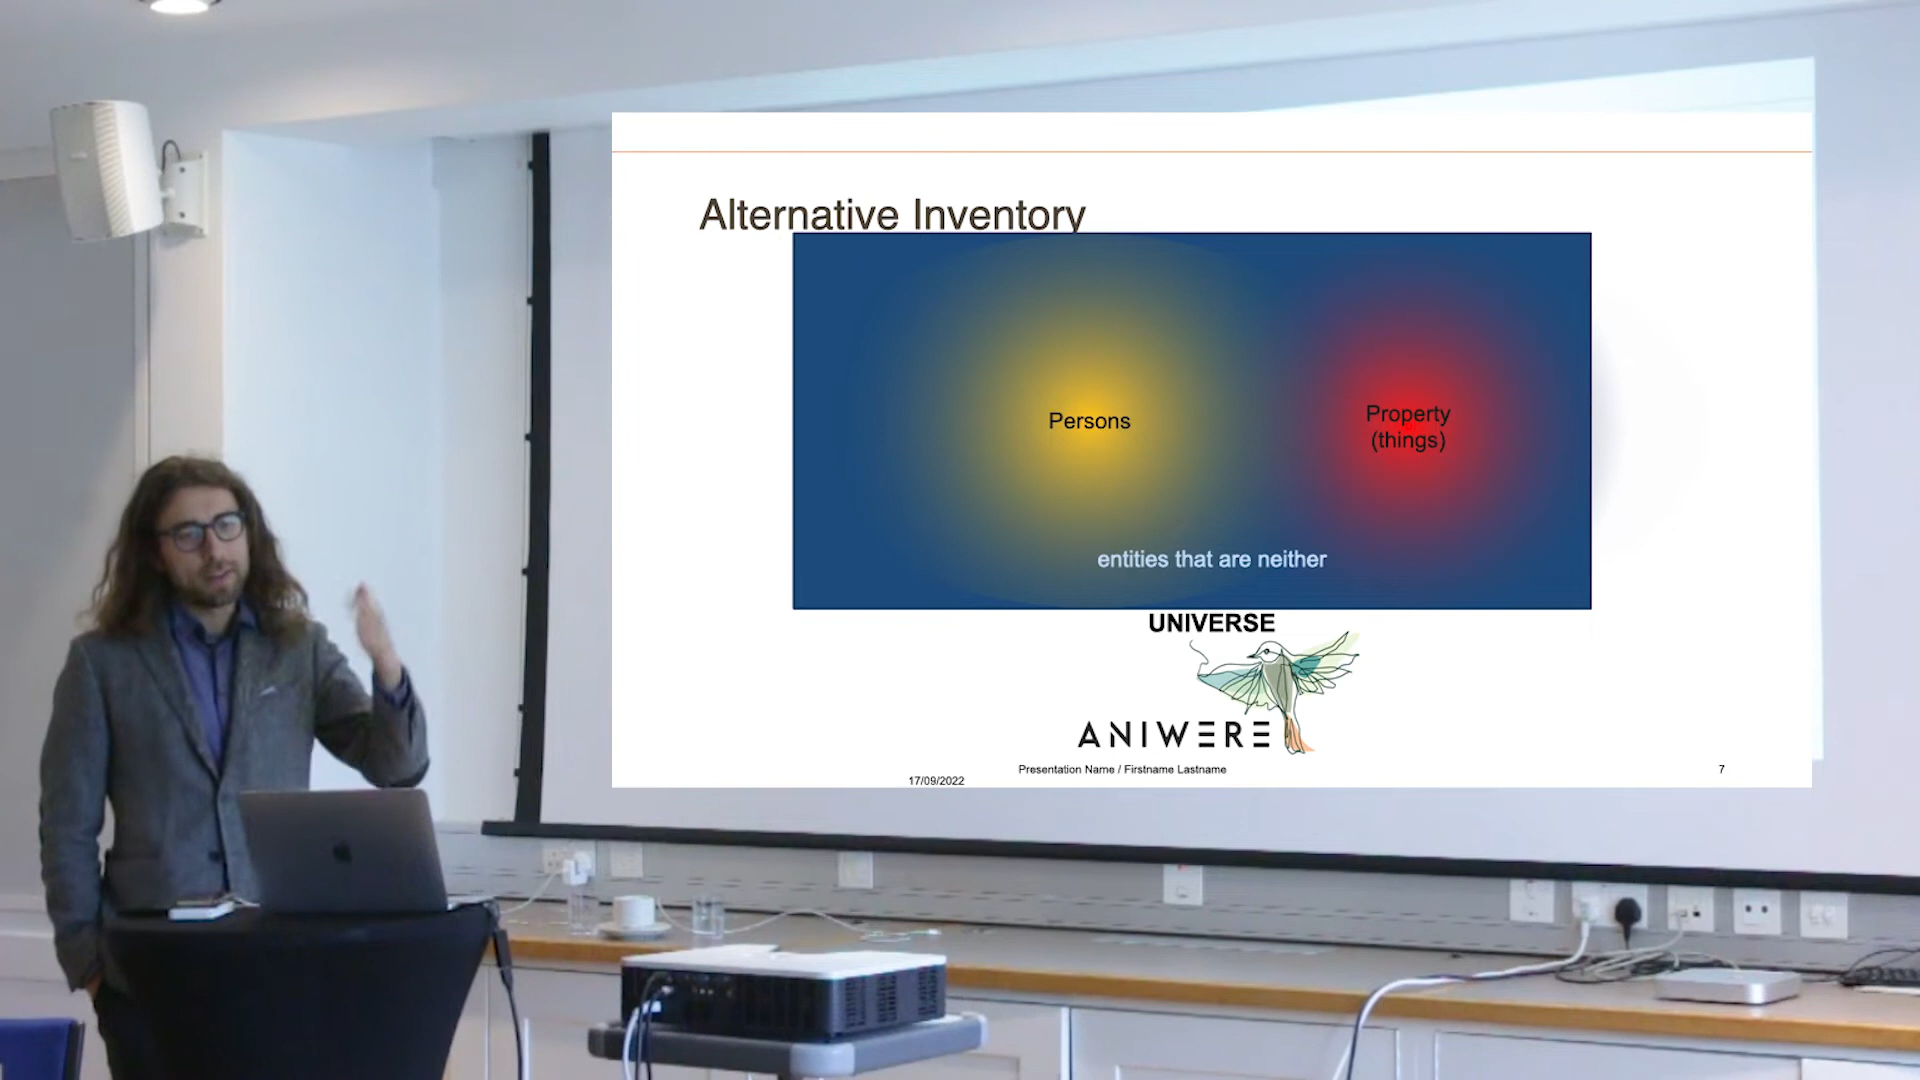 Alternative Inventory
Persons
Property
(things)
entities that are neither
UNIVERSE
ANIWERE
Presentation Name / Firstname Lastname
17/09/2022
7